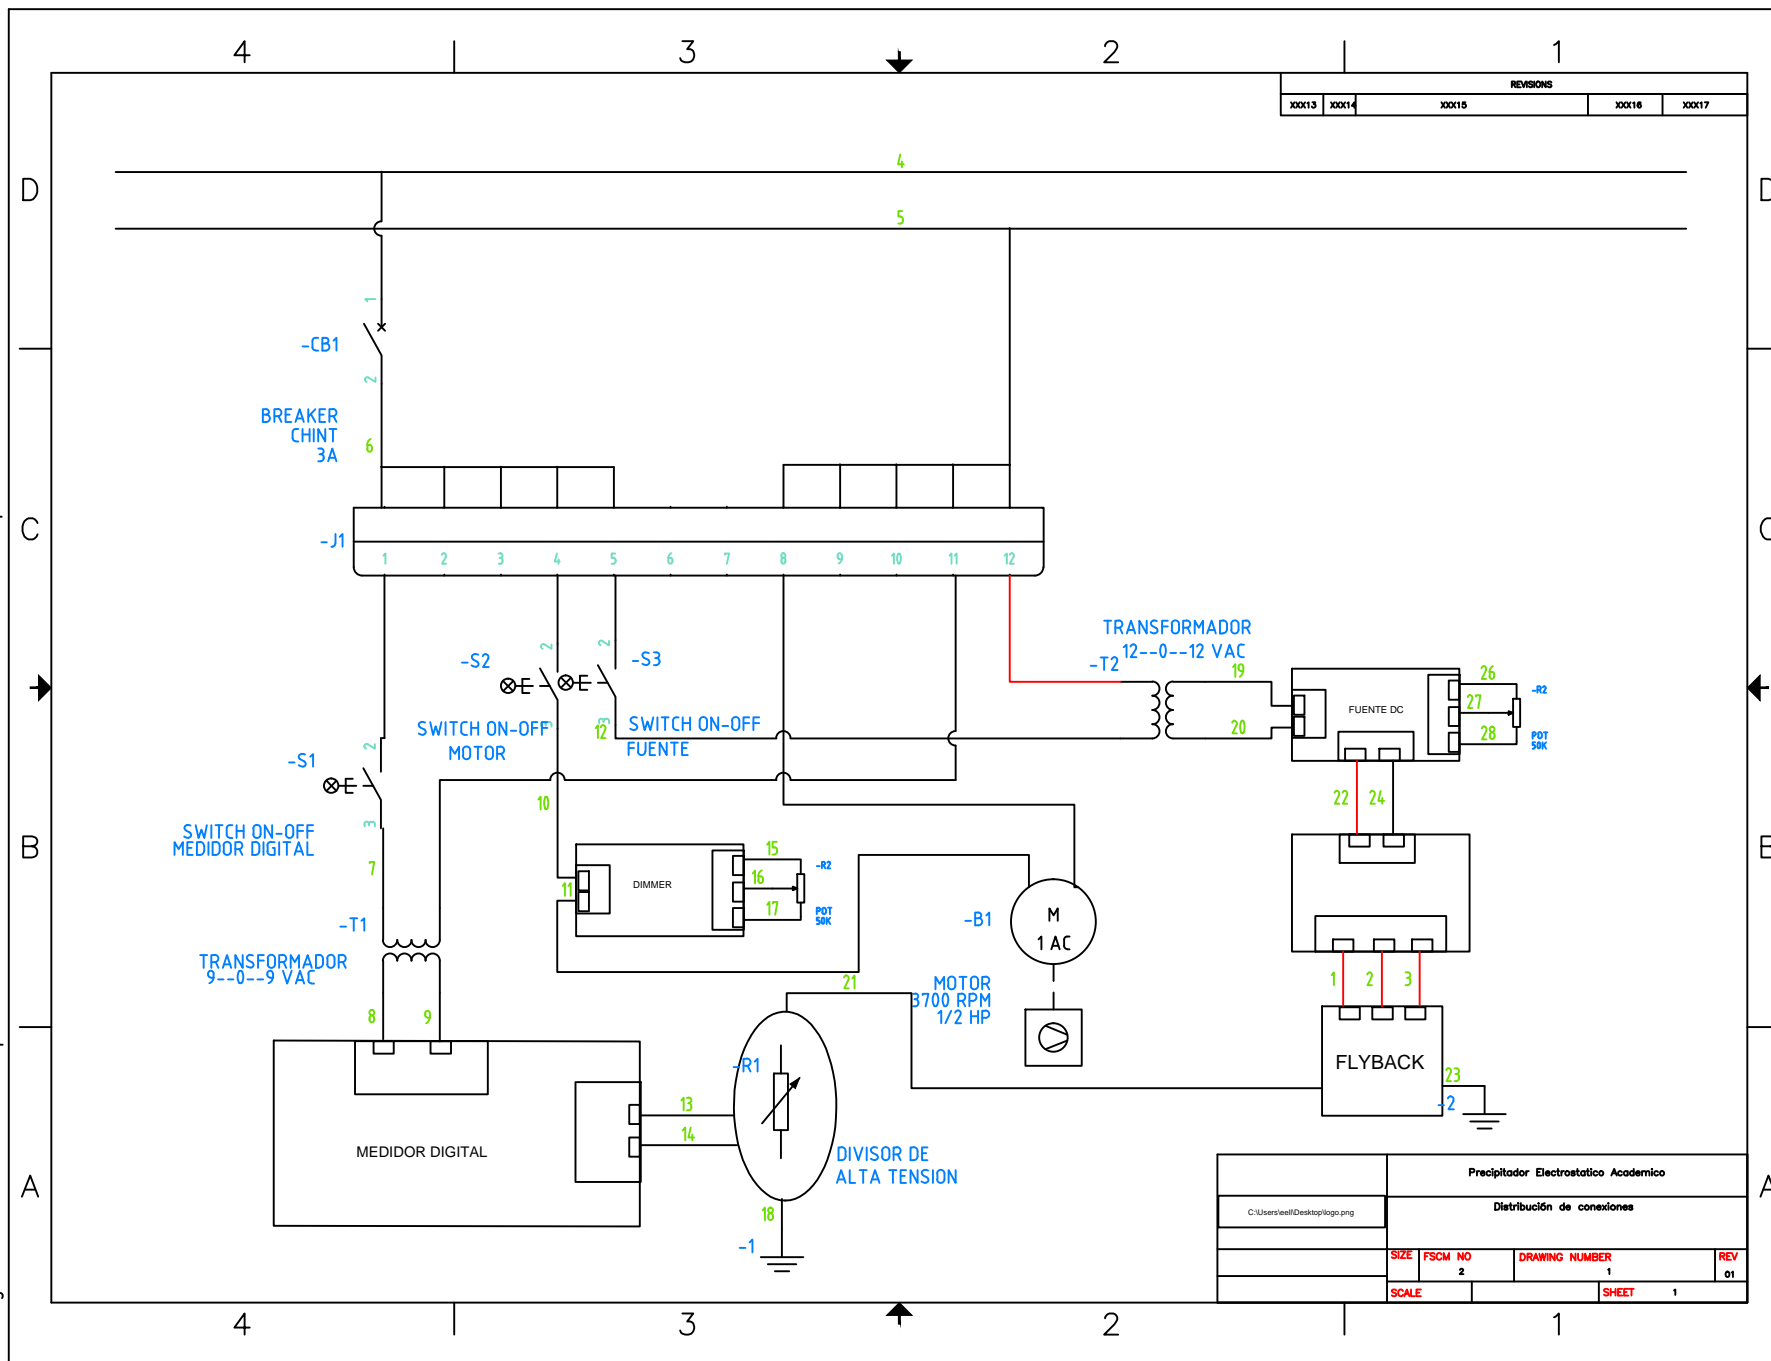 4 3 2 1
REVISIONS
XXX13 XXX14 XXX15 XXX16 XXX17
D D
4
5
1
-CB1
2
BREAKER
CHINT
3A
6
C C
-J1
1 2 3 4 5 6 7 8 9 10 11 12
TRANSFORMADOR
12--0--12 VAC
-T2
19
20
-S2
2
3
SWITCH ON-OFF
MOTOR
10
-S3
2
3
12
SWITCH ON-OFF
FUENTE
FUENTE DC
26
27
28
-R2
POT
50K
22 24
-S1
2
3
SWITCH ON-OFF
MEDIDOR DIGITAL
7
B B
11
DIMMER
15
16
17
-R2
POT
50K
-T1
TRANSFORMADOR
9--0--9 VAC
8 9
-B1
M
1 AC
MOTOR
3700 RPM
1/2 HP
21
1 2 3
FLYBACK
23
-2
-R1
13
14
MEDIDOR DIGITAL
DIVISOR DE
ALTA TENSION
18
-1
A A
Precipitador Electrostatico Academico
C:\Users\eell\Desktop\logo.png
Distribución de conexiones
SIZE FSCM NO DRAWING NUMBER REV
2 1 01
SCALE SHEET 1
4 3 2 1